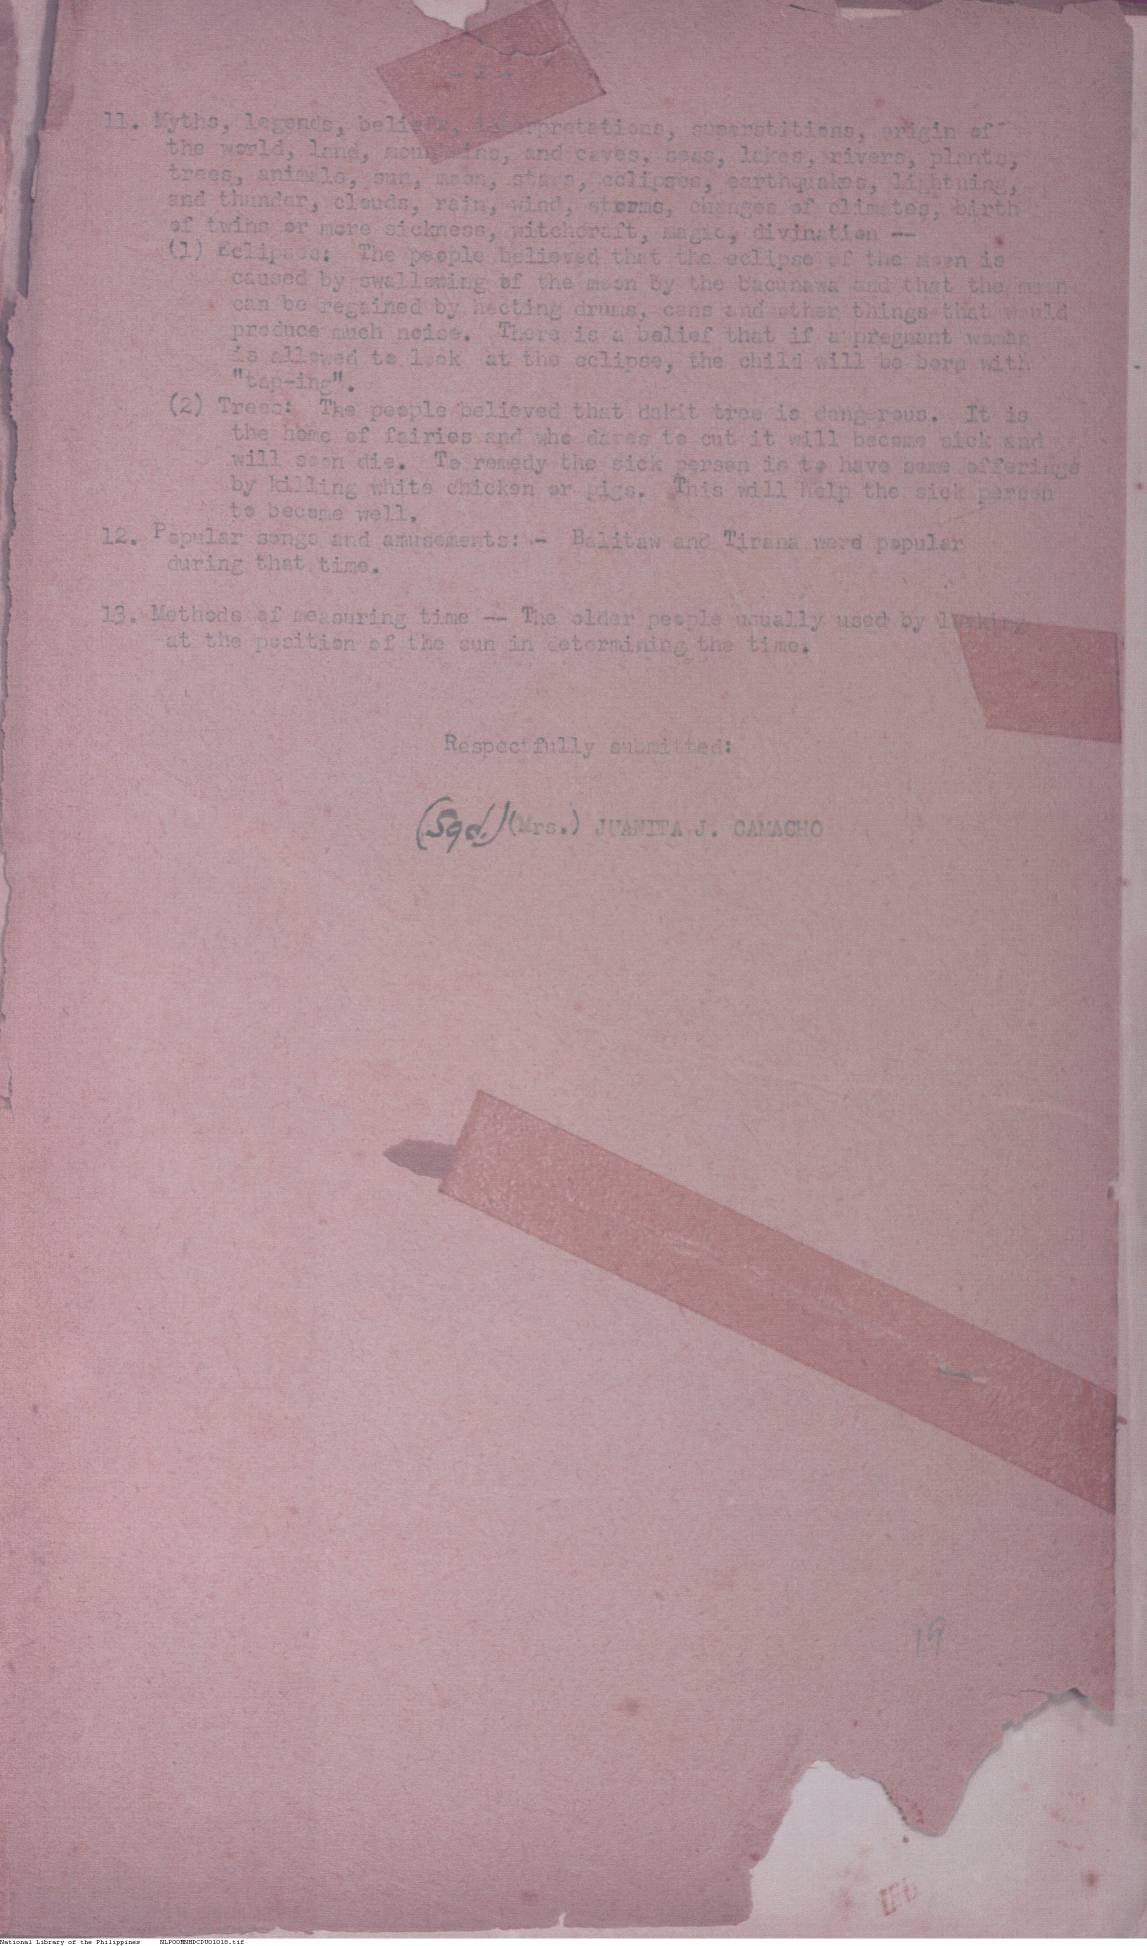 - 2 -
11. Myths, legends, beliefs, interpretations, superstitions, origin of
the world, land, mountains, and caves, seas, lakes, rivers, plants,
trees, animals, sun, moon, stars, eclipses, earthquakes, lightning,
and thunder, clouds, rain, wind, storms, changes of climates, birth
of twins or more sickness, witchcraft, magic, divination --
(1) Eclipses: The people believed that the eclipse of the moon is
caused by swallowing of the moon by the bacunawa and that the moon
can be regained by hecting drums, cans and other things that would
produce much noise. There is a belief that if a pregnant woman
is allowed to look at the eclipse, the child will be born with
"tap-ing".
(2) Trees: The people believed that dakit tree is dangerous. It is
the home of fairies and who dares to cut it will become sick and
will soon die. To remedy the sick person is to have some offerings
by killing white chicken or pigs. This will help the sick person
to become well.
12. Popular songs and amusements: - Balitaw and Tirana were popular
during that time.
13. Methods of measuring time -- The older people usually used by looking
at the position of the sun in determining the time.
Respectfully submitted:
(Sgd.) (Mrs.) JUANITA J. CAMACHO
19
National Library of the Philippines NLPOOBNHDCDU01018.tif